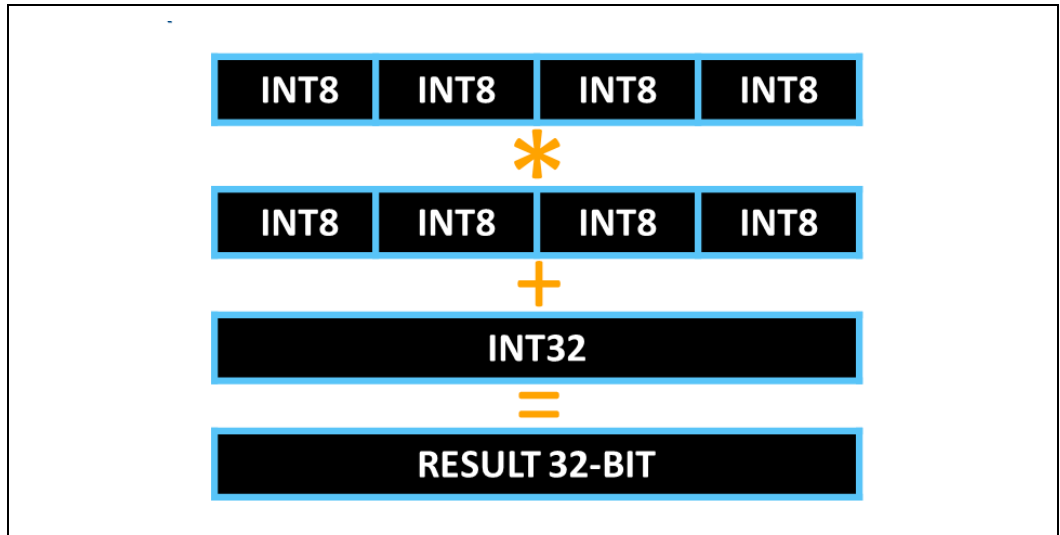 INT8 INT8 INT8 INT8
*
INT8 INT8 INT8 INT8
+
INT32
=
RESULT 32-BIT